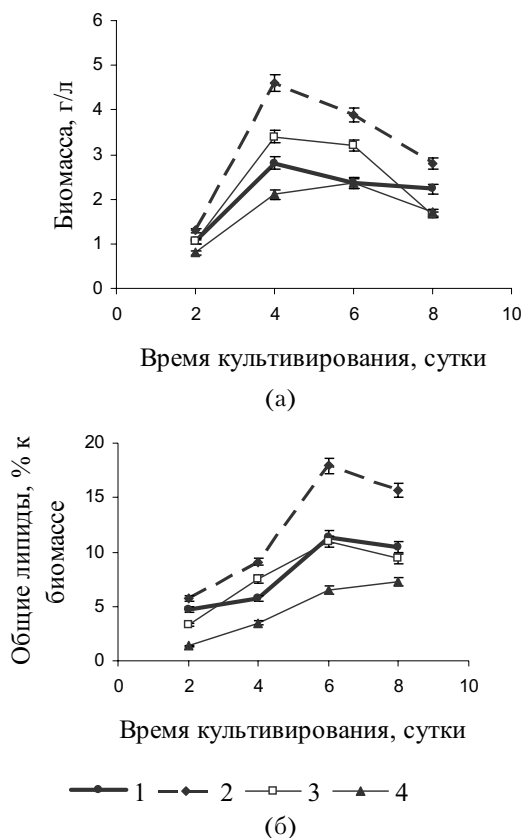 6
5
4
3
2
1
0
Биомасса, г/л
0 2 4 6 8 10
Время культивирования, сутки
(а)
20
15
10
5
0
Общие липиды, % к
биомассе
0 2 4 6 8 10
Время культивирования, сутки
1 2 3 4
(б)